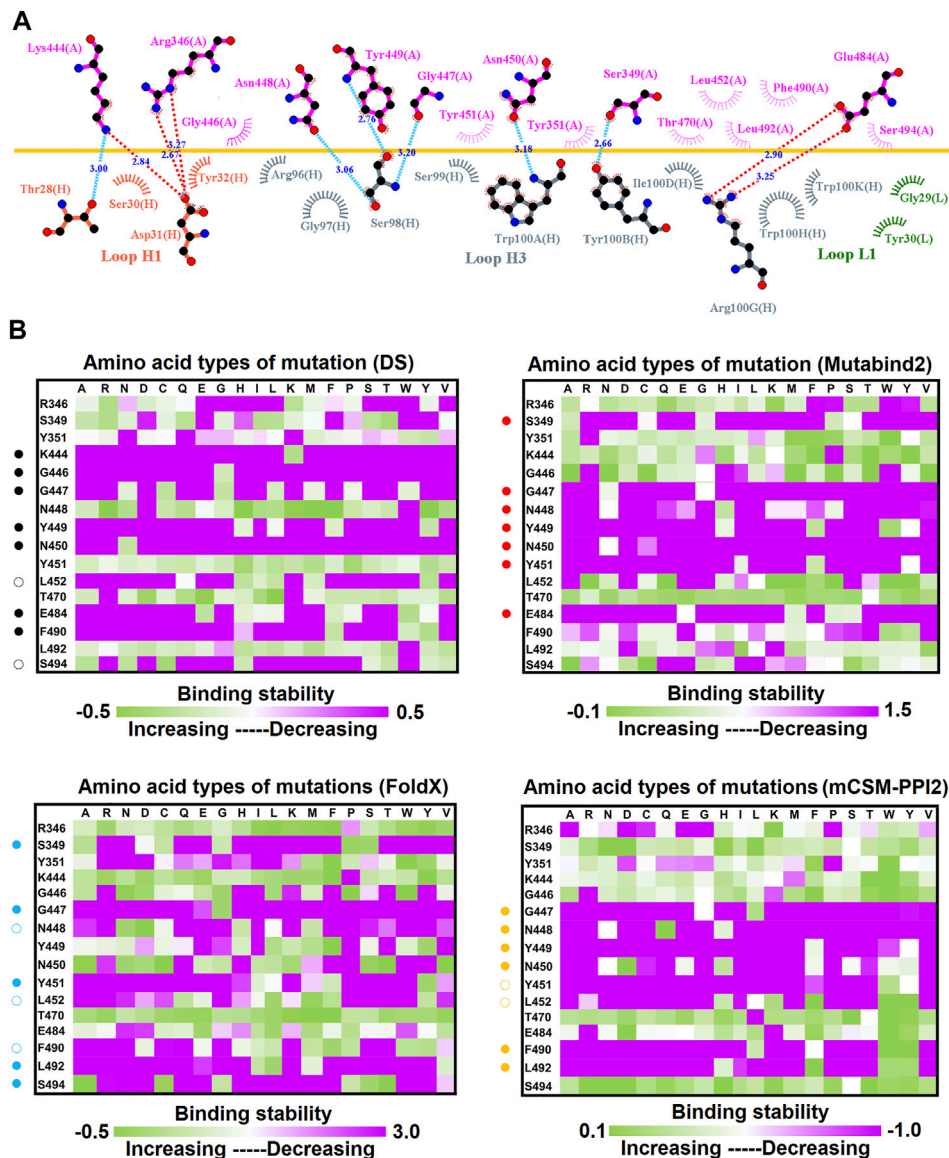 A
Lys444(A)
Arg346(A)
Asn448(A)
Tyr449(A)
Gly447(A)
Asn450(A)
Ser349(A)
Leu452(A)
Phe490(A)
Glu484(A)
Gly446(A)
Tyr451(A)
Tyr351(A)
Thr470(A)
Leu492(A)
Ser494(A)
3.00
2.84
2.67
3.27
3.06
2.76
3.20
3.18
2.66
2.90
3.25
Thr28(H)
Ser30(H)
Asp31(H)
Tyr32(H)
Arg96(H)
Gly97(H)
Ser98(H)
Ser99(H)
Trp100A(H)
Tyr100B(H)
Ile100D(H)
Arg100G(H)
Trp100H(H)
Trp100K(H)
Gly29(L)
Tyr30(L)
Loop H1
Loop H3
Loop L1
B
Amino acid types of mutation (DS)
A R N D C Q E G H I L K M F P S T W Y V
R346
S349
Y351
K444
G446
G447
N448
Y449
N450
Y451
L452
T470
E484
F490
L492
S494
Binding stability
-0.5 0.5
Increasing -----Decreasing
Amino acid types of mutation (Mutabind2)
A R N D C Q E G H I L K M F P S T W Y V
R346
S349
Y351
K444
G446
G447
N448
Y449
N450
Y451
L452
T470
E484
F490
L492
S494
Binding stability
-0.1 1.5
Increasing -----Decreasing
Amino acid types of mutations (FoldX)
A R N D C Q E G H I L K M F P S T W Y V
R346
S349
Y351
K444
G446
G447
N448
Y449
N450
Y451
L452
T470
E484
F490
L492
S494
Binding stability
-0.5 3.0
Increasing -----Decreasing
Amino acid types of mutations (mCSM-PPI2)
A R N D C Q E G H I L K M F P S T W Y V
R346
S349
Y351
K444
G446
G447
N448
Y449
N450
Y451
L452
T470
E484
F490
L492
S494
Binding stability
0.1 -1.0
Increasing -----Decreasing